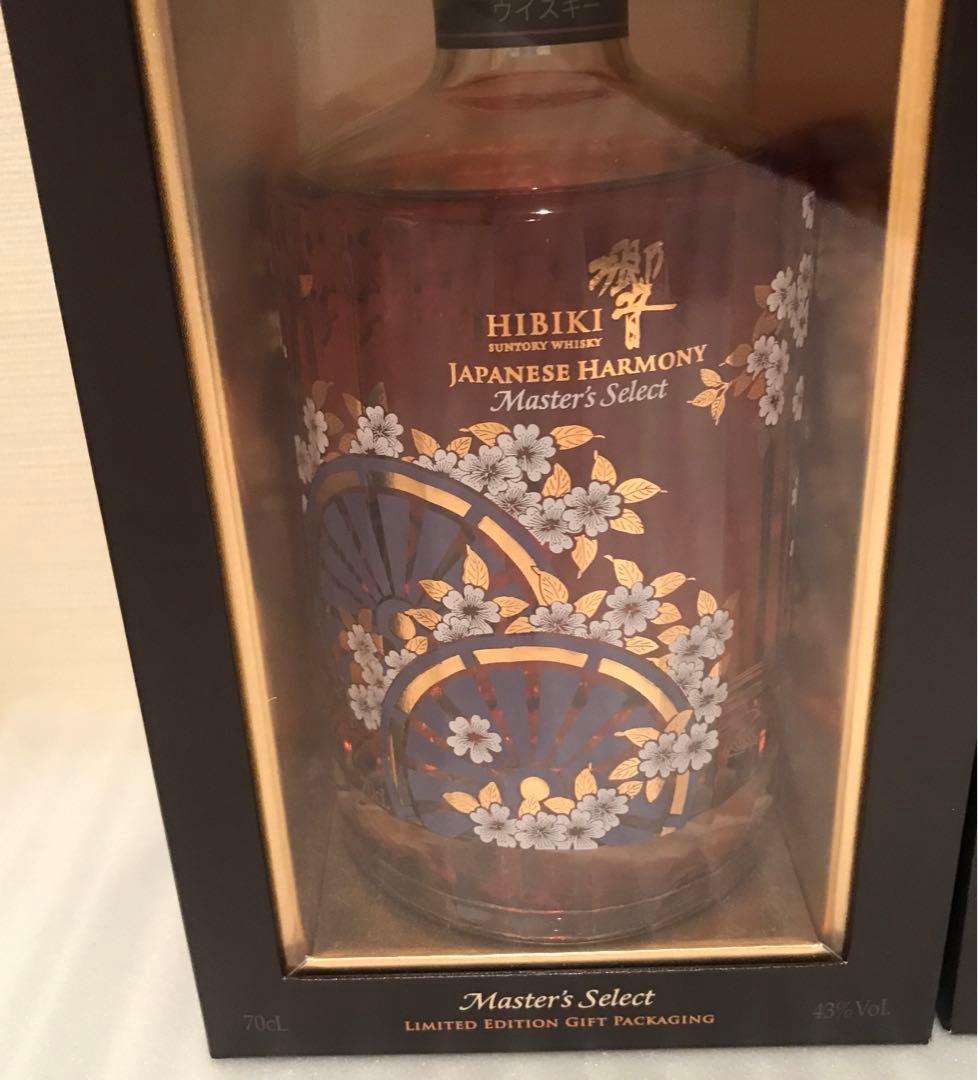 ウイスキー
響
HIBIKI
SUNTORY WHISKY
JAPANESE HARMONY
Master's Select
Master's Select
LIMITED EDITION GIFT PACKAGING
70cL
43% Vol.